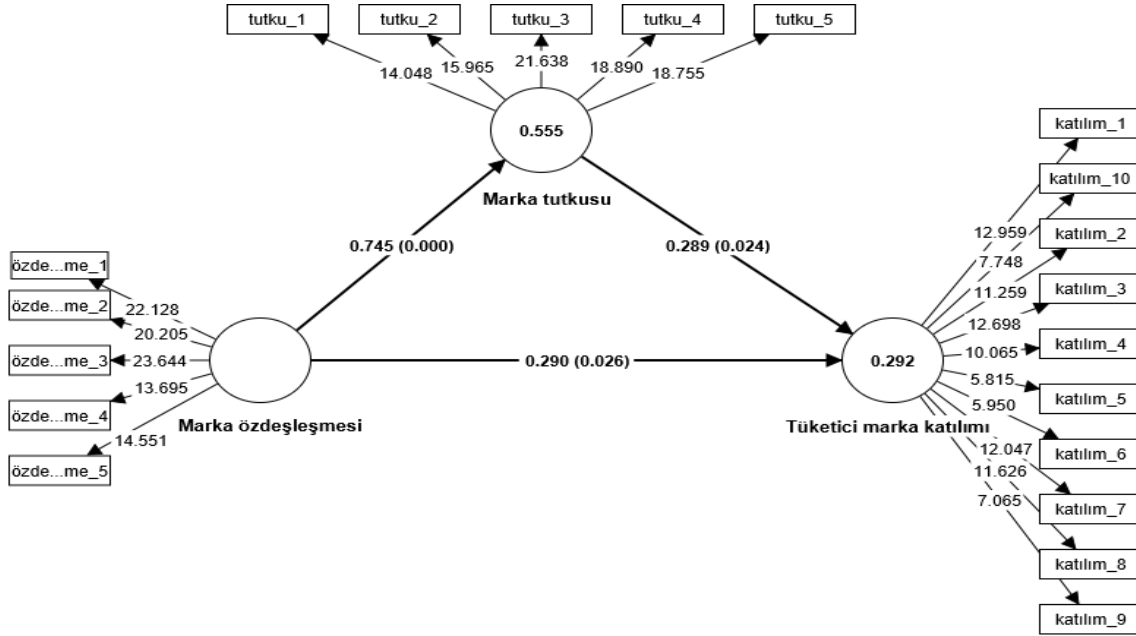 tutku_1
tutku_2
tutku_3
tutku_4
tutku_5
14.048
15.965
21.638
18.890
18.755
0.555
Marka tutkusu
0.745 (0.000)
0.289 (0.024)
özde...me_1
özde...me_2
özde...me_3
özde...me_4
özde...me_5
22.128
20.205
23.644
13.695
14.551
Marka özdeşleşmesi
0.290 (0.026)
0.292
Tüketici marka katılımı
12.959
7.748
11.259
12.698
10.065
5.815
5.950
12.047
11.626
7.065
katılım_1
katılım_10
katılım_2
katılım_3
katılım_4
katılım_5
katılım_6
katılım_7
katılım_8
katılım_9